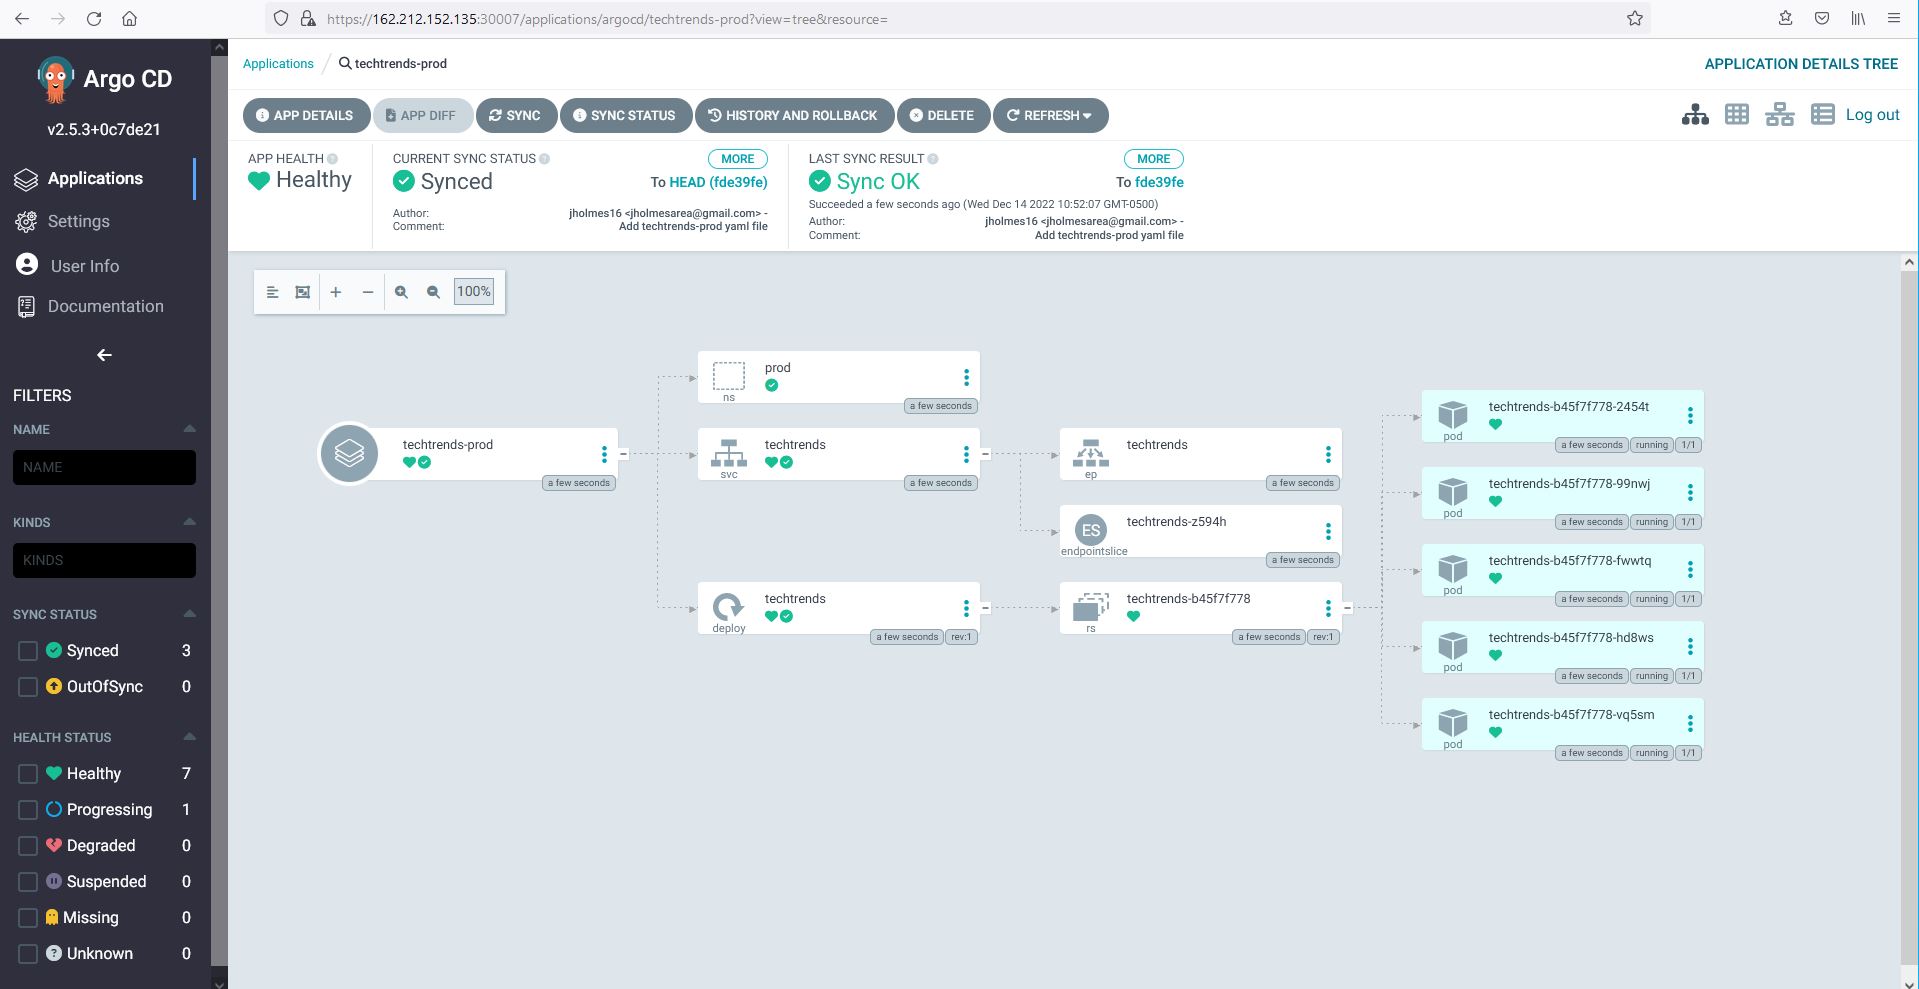 https://162.212.152.135:30007/applications/argocd/techtrends-prod?view=tree&resource=
Argo CD
v2.5.3+0c7de21
Applications
Settings
User Info
Documentation
FILTERS
NAME
NAME
KINDS
KINDS
SYNC STATUS
Synced 3
OutOfSync 0
HEALTH STATUS
Healthy 7
Progressing 1
Degraded 0
Suspended 0
Missing 0
Unknown 0
Applications / techtrends-prod
APPLICATION DETAILS TREE
APP DETAILS APP DIFF SYNC SYNC STATUS HISTORY AND ROLLBACK DELETE REFRESH
Log out
APP HEALTH
Healthy
CURRENT SYNC STATUS MORE
Synced To HEAD (fde39fe)
Author: jholmes16 <jholmesarea@gmail.com> -
Comment: Add techtrends-prod yaml file
LAST SYNC RESULT MORE
Sync OK To fde39fe
Succeeded a few seconds ago (Wed Dec 14 2022 10:52:07 GMT-0500)
Author: jholmes16 <jholmesarea@gmail.com> -
Comment: Add techtrends-prod yaml file
100%
techtrends-prod
a few seconds
prod
ns
a few seconds
techtrends
svc
a few seconds
techtrends
deploy
a few seconds rev:1
techtrends
ep
a few seconds
ES
techtrends-z594h
endpointslice
a few seconds
techtrends-b45f7f778
rs
a few seconds rev:1
techtrends-b45f7f778-2454t
pod
a few seconds running 1/1
techtrends-b45f7f778-99nwj
pod
a few seconds running 1/1
techtrends-b45f7f778-fwwtq
pod
a few seconds running 1/1
techtrends-b45f7f778-hd8ws
pod
a few seconds running 1/1
techtrends-b45f7f778-vq5sm
pod
a few seconds running 1/1